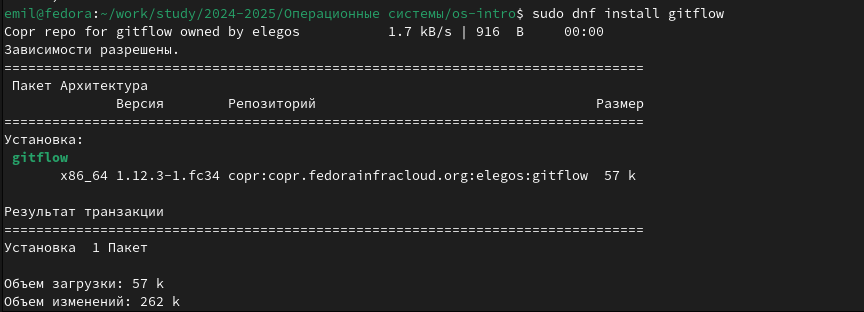 emil@fedora:~/work/study/2024-2025/Операционные системы/os-intro$ sudo dnf install gitflow
Copr repo for gitflow owned by elegos           1.7 kB/s | 916  B     00:00
Зависимости разрешены.
================================================================================
 Пакет Архитектура
              Версия        Репозиторий                                   Размер
================================================================================
Установка:
 gitflow
       x86_64 1.12.3-1.fc34 copr:copr.fedorainfracloud.org:elegos:gitflow  57 k

Результат транзакции
================================================================================
Установка  1 Пакет

Объем загрузки: 57 k
Объем изменений: 262 k